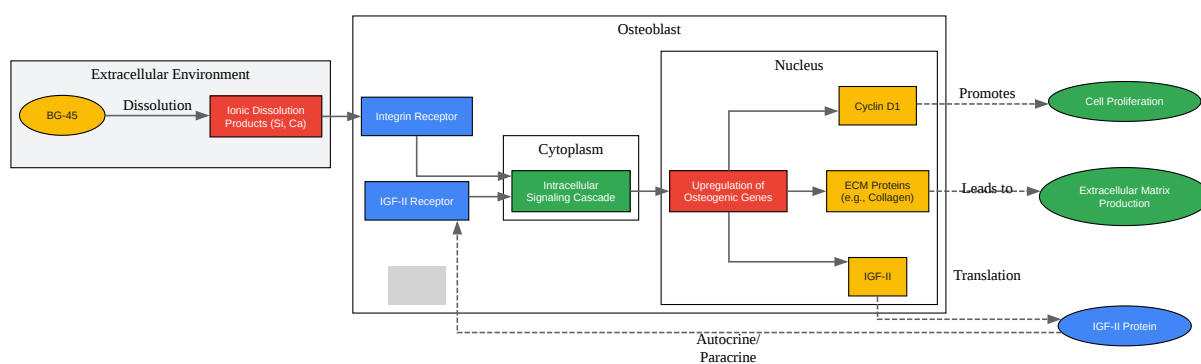 Osteoblast
Extracellular Environment
Nucleus
BG-45
Dissolution
Ionic Dissolution
Products (Si, Ca)
Integrin Receptor
Cytoplasm
IGF-II Receptor
Intracellular
Signaling Cascade
Upregulation of
Osteogenic Genes
Cyclin D1
Promotes
Cell Proliferation
ECM Proteins
(e.g., Collagen)
Leads to
Extracellular Matrix
Production
IGF-II
Translation
IGF-II Protein
Autocrine/
Paracrine